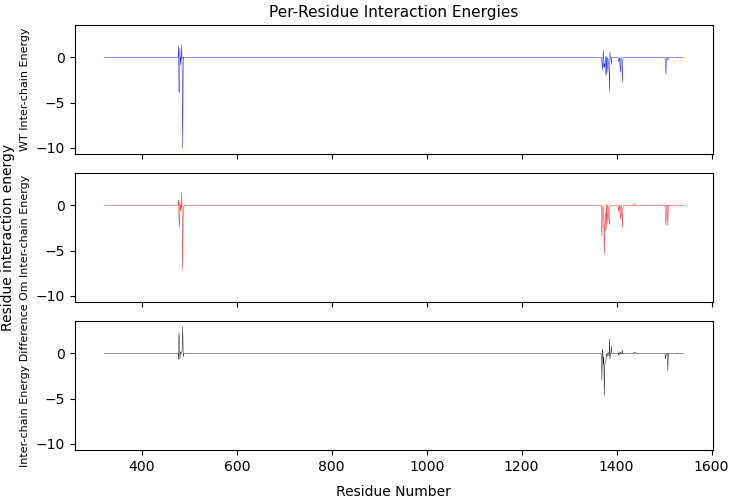 Per-Residue Interaction Energies
Residue interaction energy
WT Inter-chain Energy
0
−5
−10
Om Inter-chain Energy
0
−5
−10
Inter-chain Energy Difference
0
−5
−10
400 600 800 1000 1200 1400 1600
Residue Number